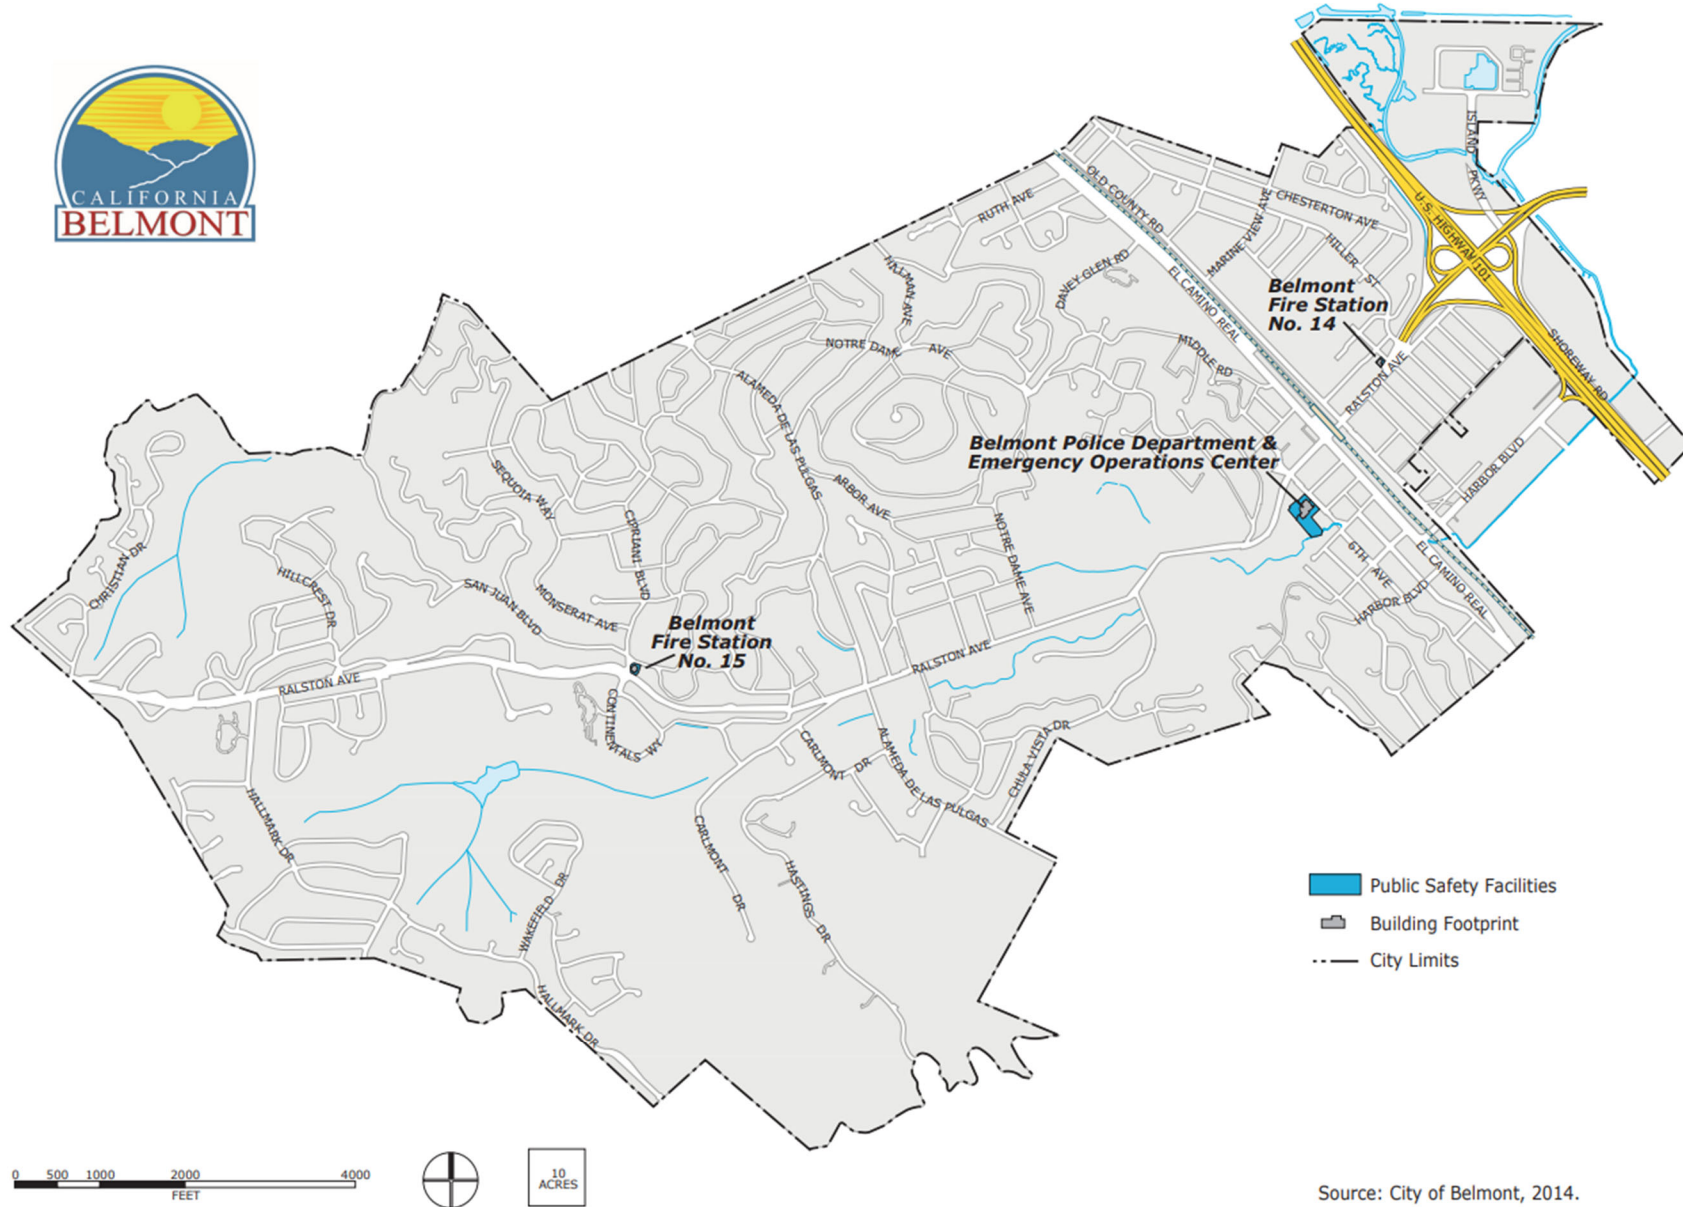 CALIFORNIA
BELMONT
ISLAND PKWY
OLD COUNTY RD
RUTH AVE
CHESTERTON AVE
MARINE VIEW AVE
U.S. HIGHWAY 101
HILLER ST
HILLMAN AVE
DAVEY GLEN RD
EL CAMINO REAL
Belmont
Fire Station
No. 14
NOTRE DAME AVE
MIDDLE RD
SHOREWAY RD
RALSTON AVE
ALAMEDA DE LAS PULGAS
Belmont Police Department &
Emergency Operations Center
HARBOR BLVD
SEQUOIA WAY
ARBOR AVE
CIPRIANI BLVD
NOTRE DAME AVE
CHRISTIAN DR
HILLCREST DR
SAN JUAN BLVD
MONSERAT AVE
6TH AVE
EL CAMINO REAL
HARBOR BLVD
Belmont
Fire Station
No. 15
RALSTON AVE
RALSTON AVE
CONTINENTALS WY
CARLMONT DR
ALAMEDA DE LAS PULGAS
CHULA VISTA DR
HALLMARK DR
CARLMONT DR
HASTINGS DR
WAKEFIELD DR
HALLMARK DR
Public Safety Facilities
Building Footprint
City Limits
0 500 1000 2000 4000
FEET
10
ACRES
Source: City of Belmont, 2014.